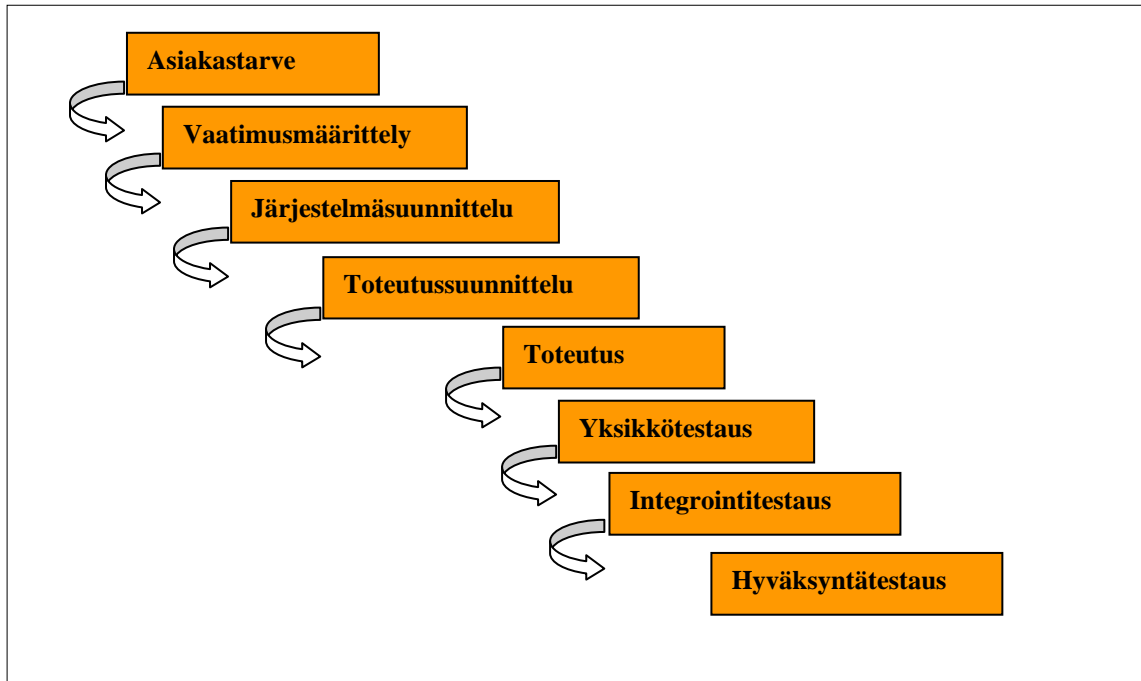 Asiakastarve
Vaatimusmäärittely
Järjestelmäsuunnittelu
Toteutussuunnittelu
Toteutus
Yksikkötestaus
Integrointitestaus
Hyväksyntätestaus